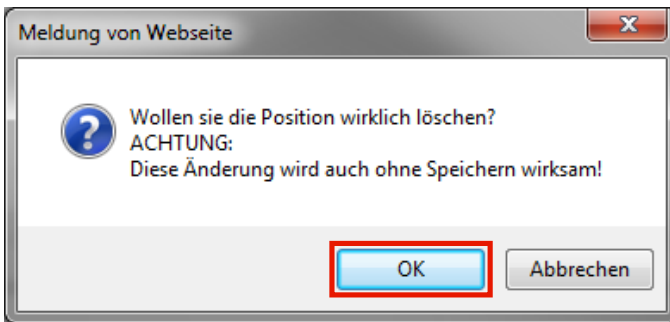 Meldung von Webseite
Wollen sie die Position wirklich löschen?
ACHTUNG:
Diese Änderung wird auch ohne Speichern wirksam!
OK
Abbrechen